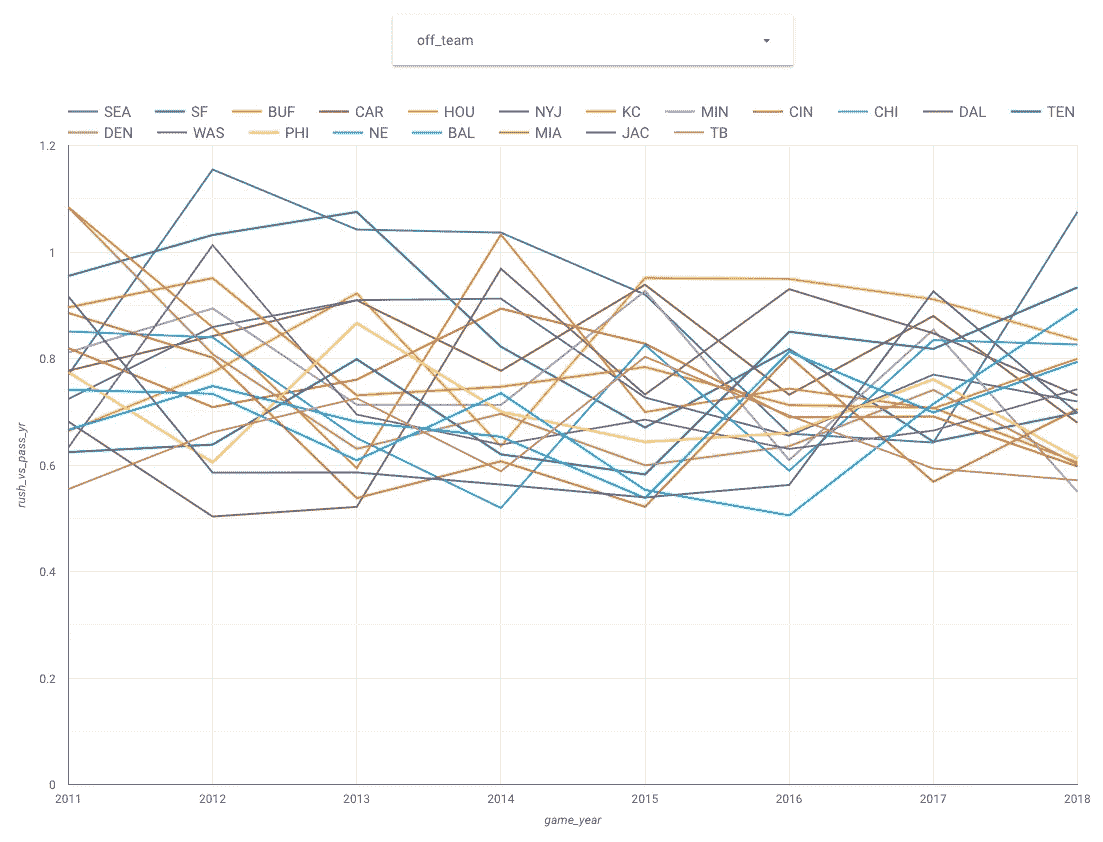 off_team
SEA SF BUF CAR HOU NYJ KC MIN CIN CHI DAL TEN
DEN WAS PHI NE BAL MIA JAC TB
1.2
1
0.8
0.6
0.4
0.2
0
rush_vs_pass_yr
2011 2012 2013 2014 2015 2016 2017 2018
game_year